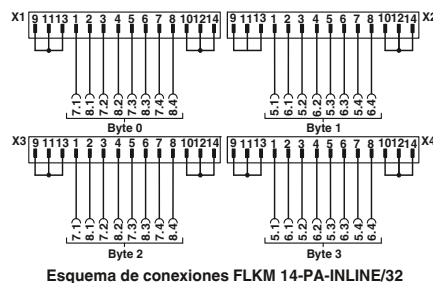 X1 9 11 13 1 2 3 4 5 6 7 8 10 12 14
9 11 13 1 2 3 4 5 6 7 8 10 12 14 X2
7.1 8.1 7.2 8.2 7.3 8.3 7.4 8.4
5.1 6.1 5.2 6.2 5.3 6.3 5.4 6.4
Byte 0 Byte 1
X3 9 11 13 1 2 3 4 5 6 7 8 10 12 14
9 11 13 1 2 3 4 5 6 7 8 10 12 14 X4
7.1 8.1 7.2 8.2 7.3 8.3 7.4 8.4
5.1 6.1 5.2 6.2 5.3 6.3 5.4 6.4
Byte 2 Byte 3
Esquema de conexiones FLKM 14-PA-INLINE/32